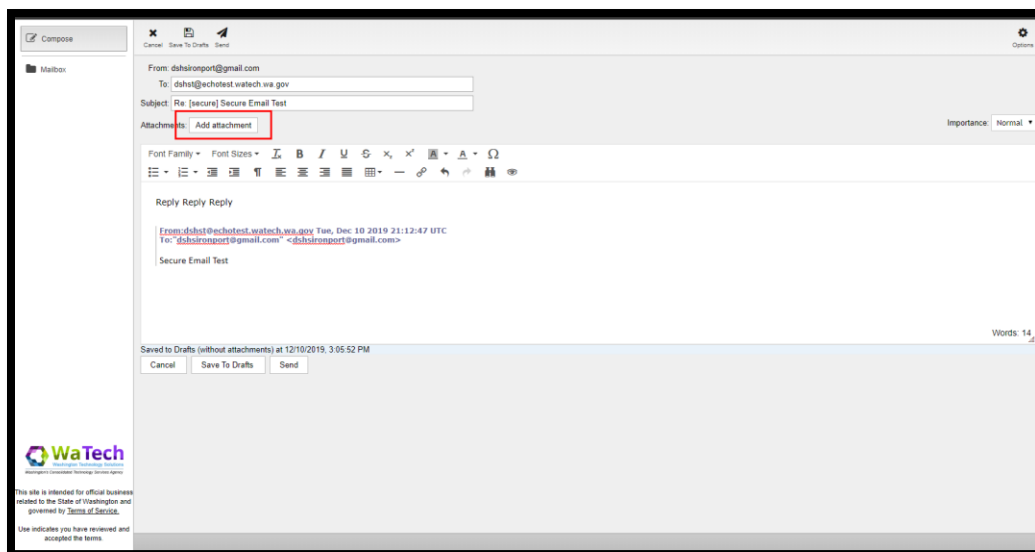 Compose
Mailbox
Cancel Save To Drafts Send
Options
From: dshsironport@gmail.com
To: dshst@echotest.watech.wa.gov
Subject: Re: [secure] Secure Email Test
Attachments: Add attachment
Importance: Normal
Font Family Font Sizes
Reply Reply Reply
From:dshst@echotest.watech.wa.gov Tue, Dec 10 2019 21:12:47 UTC
To:"dshsironport@gmail.com" <dshsironport@gmail.com>
Secure Email Test
Words: 14
Saved to Drafts (without attachments) at 12/10/2019, 3:05:52 PM
Cancel Save To Drafts Send
WaTech
Washington Technology Solutions
Washington's Consolidated Technology Services Agency
This site is intended for official business
related to the State of Washington and
governed by Terms of Service.
Use indicates you have reviewed and
accepted the terms